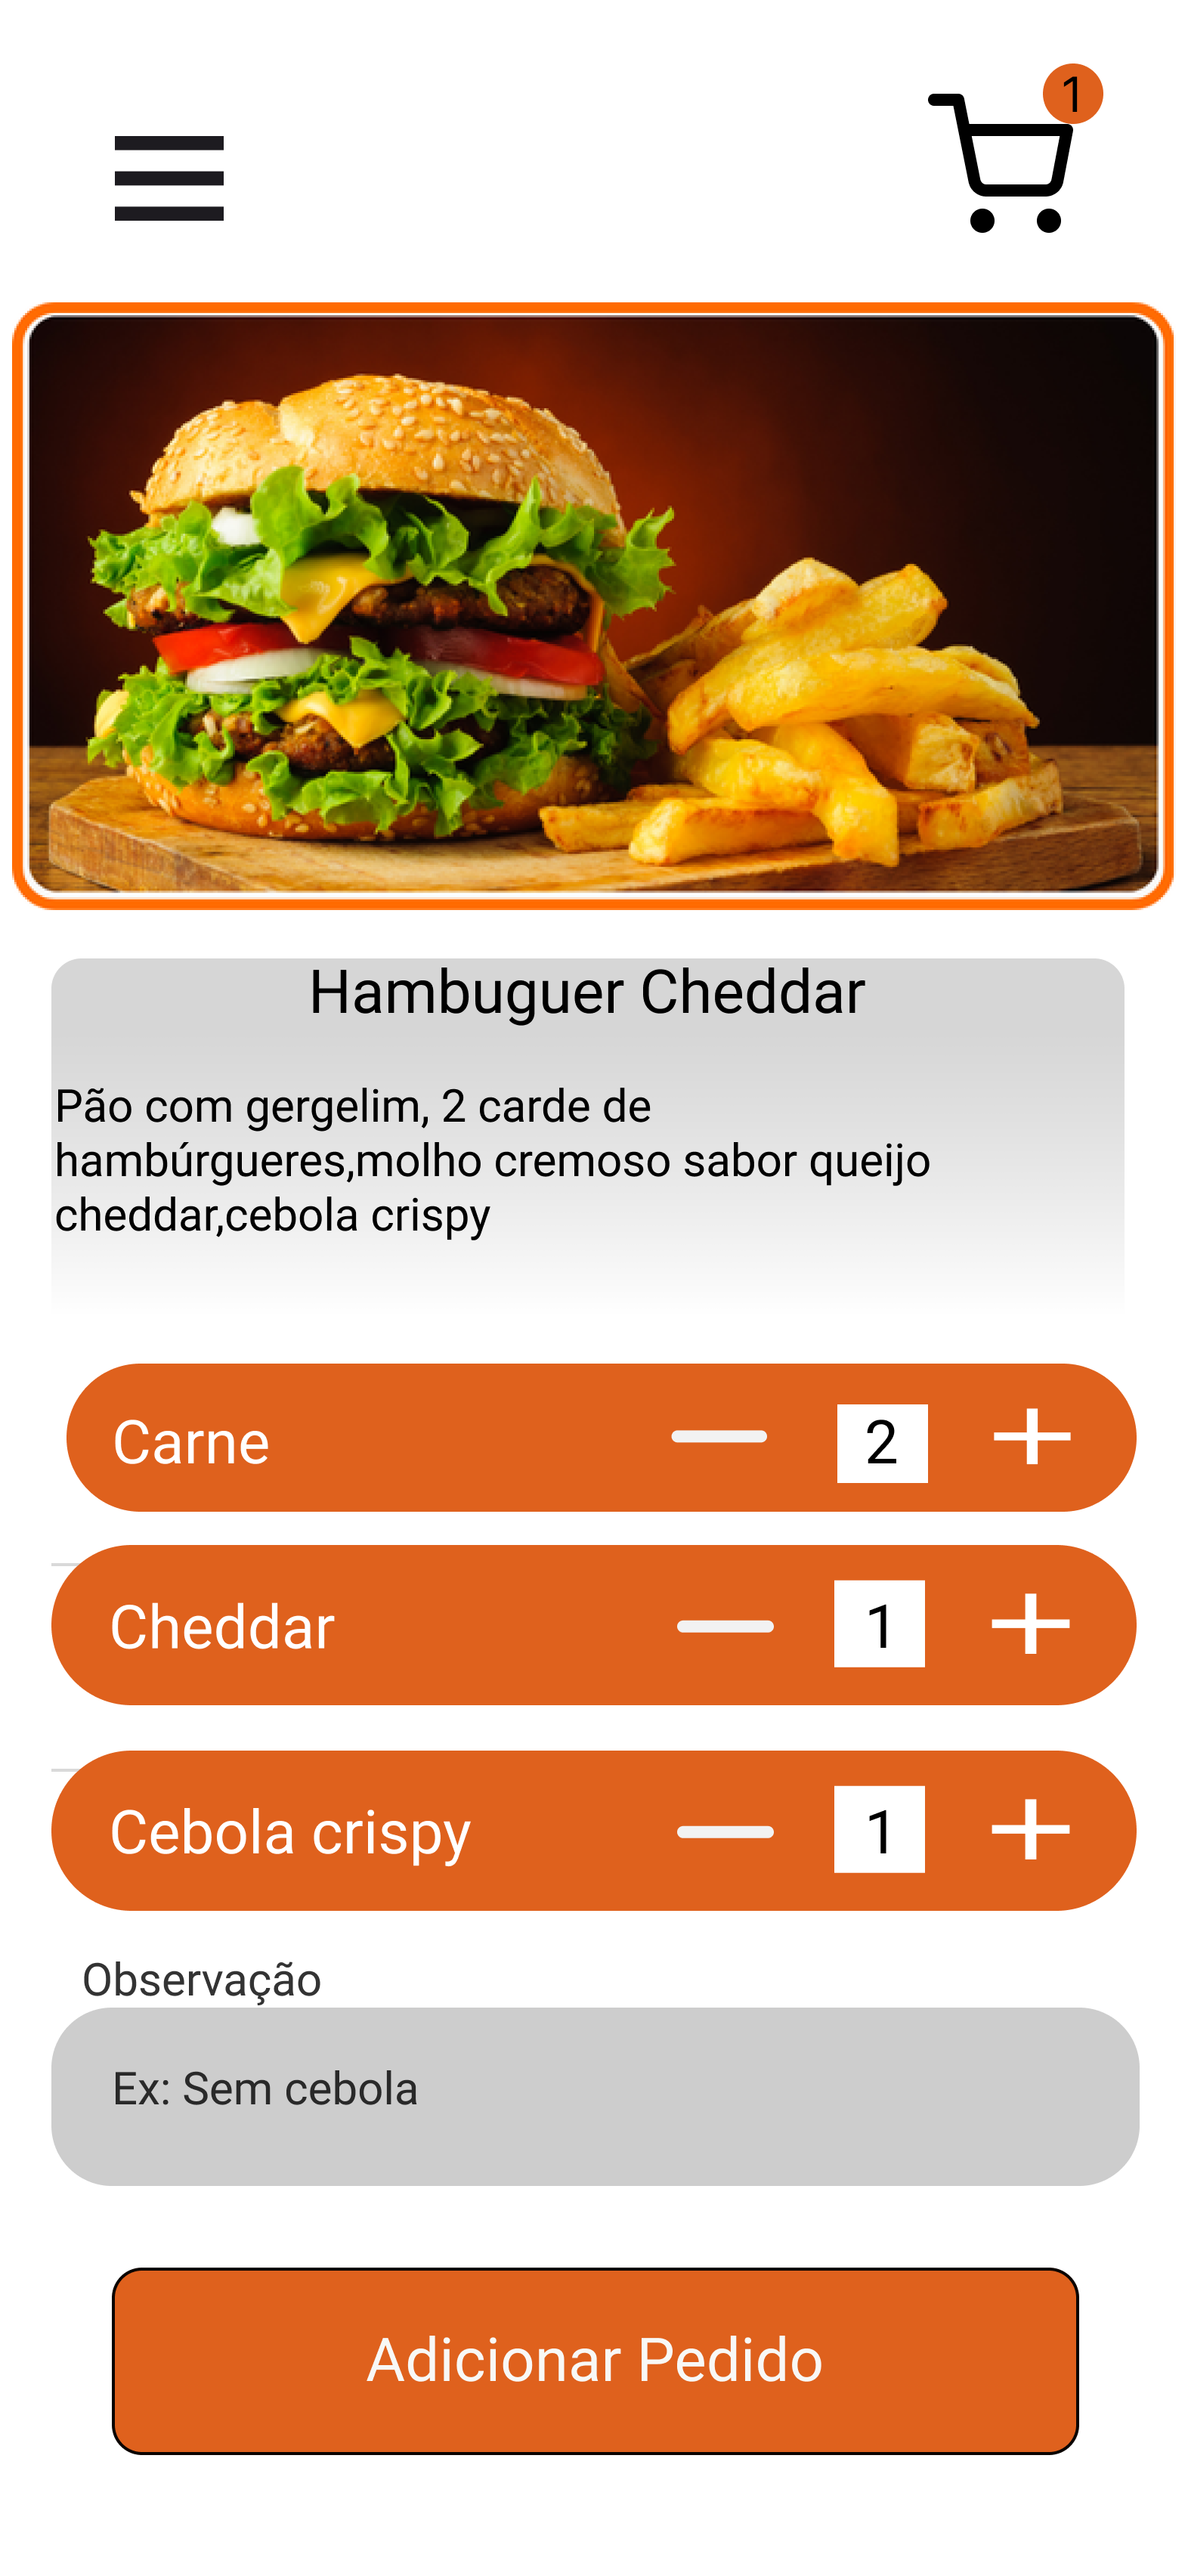 1
Hambuguer Cheddar
Pão com gergelim, 2 carde de
hambúrgueres,molho cremoso sabor queijo
cheddar,cebola crispy
Carne 2
Cheddar 1
Cebola crispy 1
Observação
Ex: Sem cebola
Adicionar Pedido